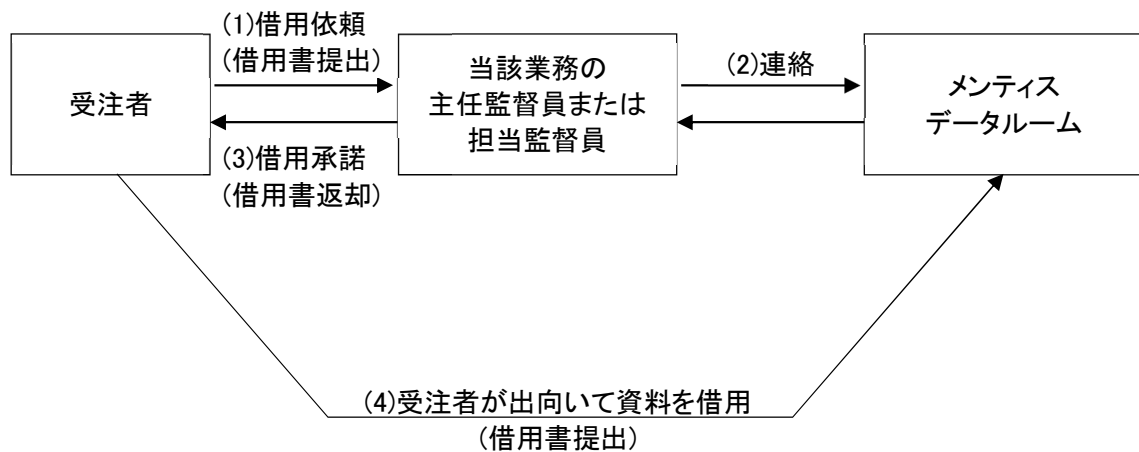 (1)借用依頼
(借用書提出)
受注者
当該業務の
主任監督員または
担当監督員
(2)連絡
メンティス
データルーム
(3)借用承諾
(借用書返却)
(4)受注者が出向いて資料を借用
(借用書提出)